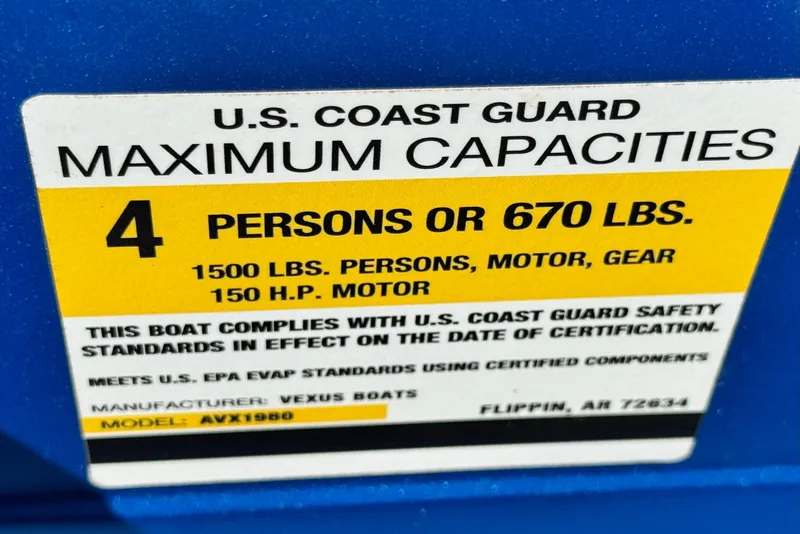 U.S. COAST GUARD
MAXIMUM CAPACITIES
4 PERSONS OR 670 LBS.
1500 LBS. PERSONS, MOTOR, GEAR
150 H.P. MOTOR
THIS BOAT COMPLIES WITH U.S. COAST GUARD SAFETY
STANDARDS IN EFFECT ON THE DATE OF CERTIFICATION.
MEETS U.S. EPA EVAP STANDARDS USING CERTIFIED COMPONENTS
MANUFACTURER: VEXUS BOATS
FLIPPIN, AR 72634
MODEL: AVX1980